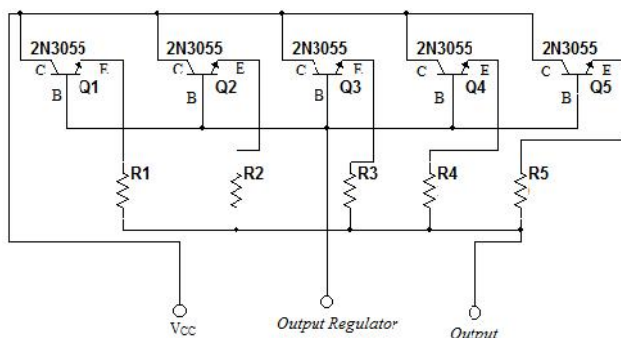 2N3055 2N3055 2N3055 2N3055 2N3055
C E C E C E C E C E
Q1 Q2 Q3 Q4 Q5
B B B B B
R1 R2 R3 R4 R5
VCC Output Regulator Output